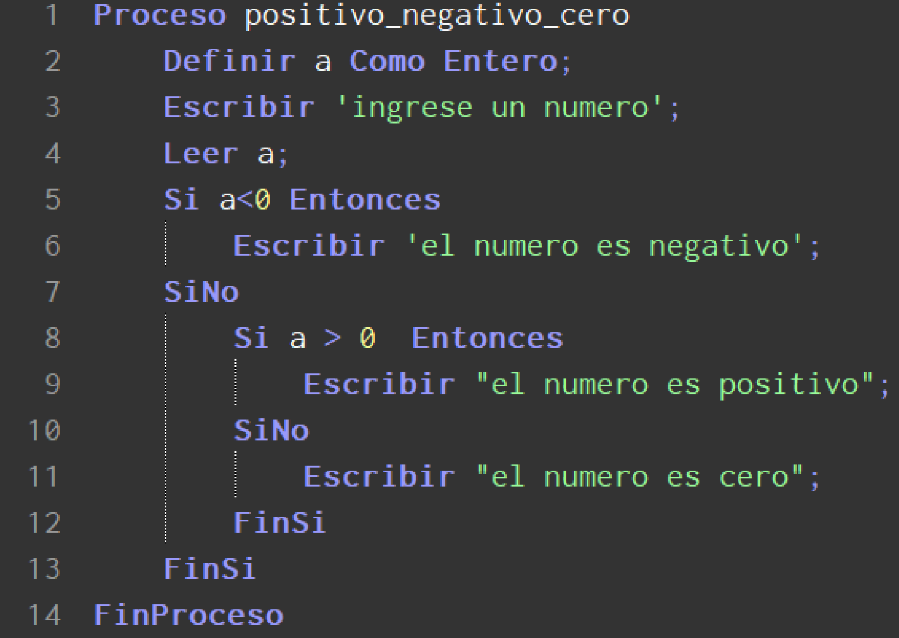 1 Proceso positivo_negativo_cero
2 Definir a Como Entero;
3 Escribir 'ingrese un numero';
4 Leer a;
5 Si a<0 Entonces
6 Escribir 'el numero es negativo';
7 SiNo
8 Si a > 0  Entonces
9 Escribir "el numero es positivo";
10 SiNo
11 Escribir "el numero es cero";
12 FinSi
13 FinSi
14 FinProceso